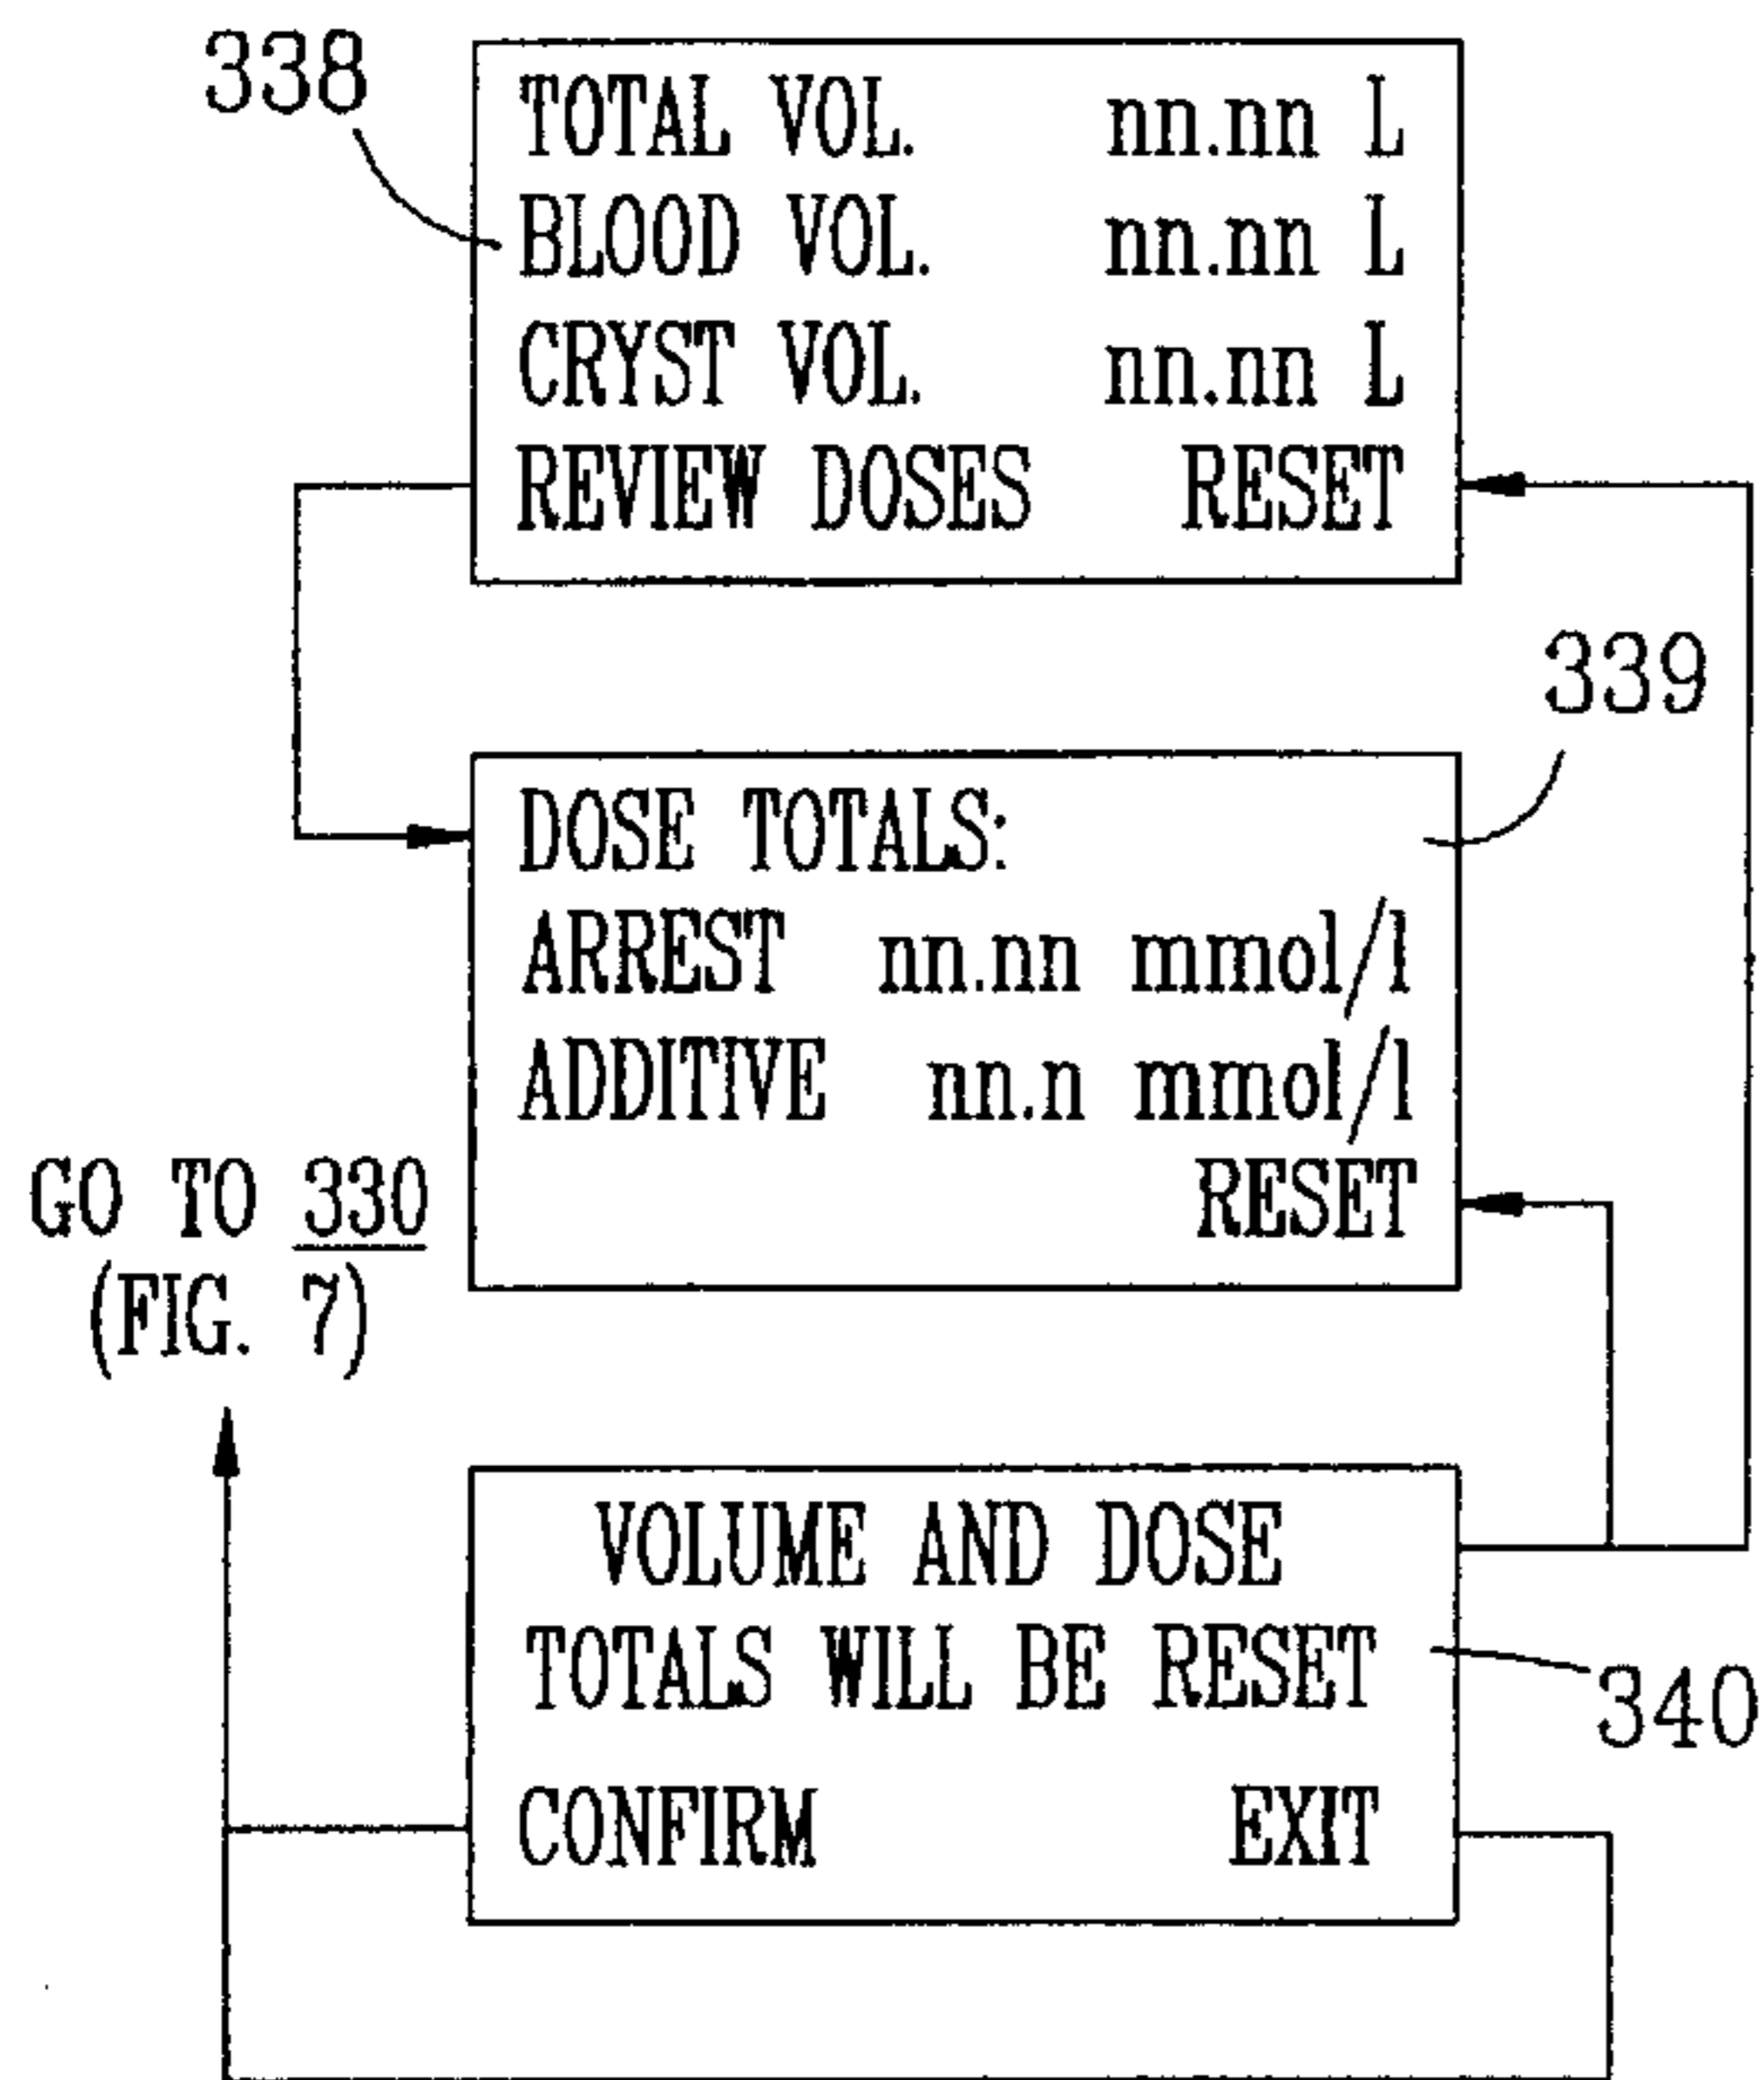 338
TOTAL VOL. nn.nn L
BLOOD VOL. nn.nn L
CRYST VOL. nn.nn L
REVIEW DOSES RESET
339
DOSE TOTALS:
ARREST nn.nn mmol/l
ADDITIVE nn.n mmol/l
RESET
GO TO 330
(FIG. 7)
VOLUME AND DOSE
TOTALS WILL BE RESET
340
CONFIRM EXIT